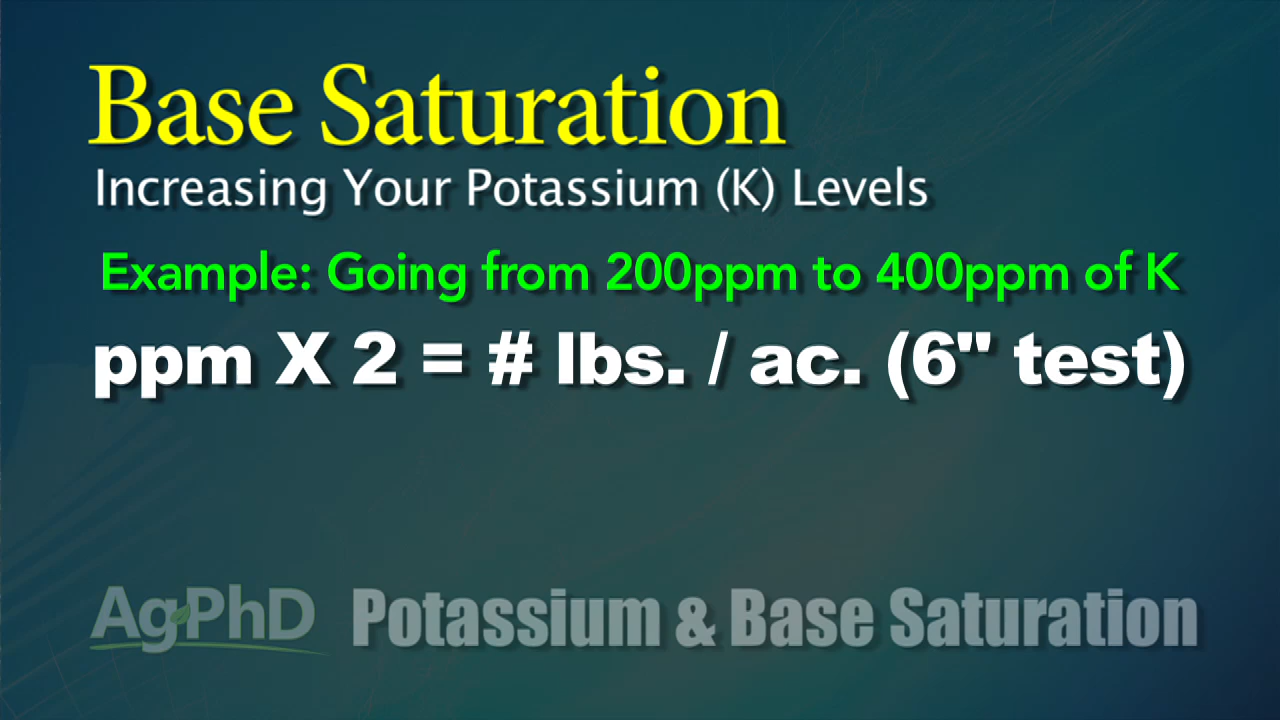 Base Saturation
Increasing Your Potassium (K) Levels
Example: Going from 200ppm to 400ppm of K
ppm X 2 = # lbs. / ac. (6" test)
AgPhD Potassium & Base Saturation